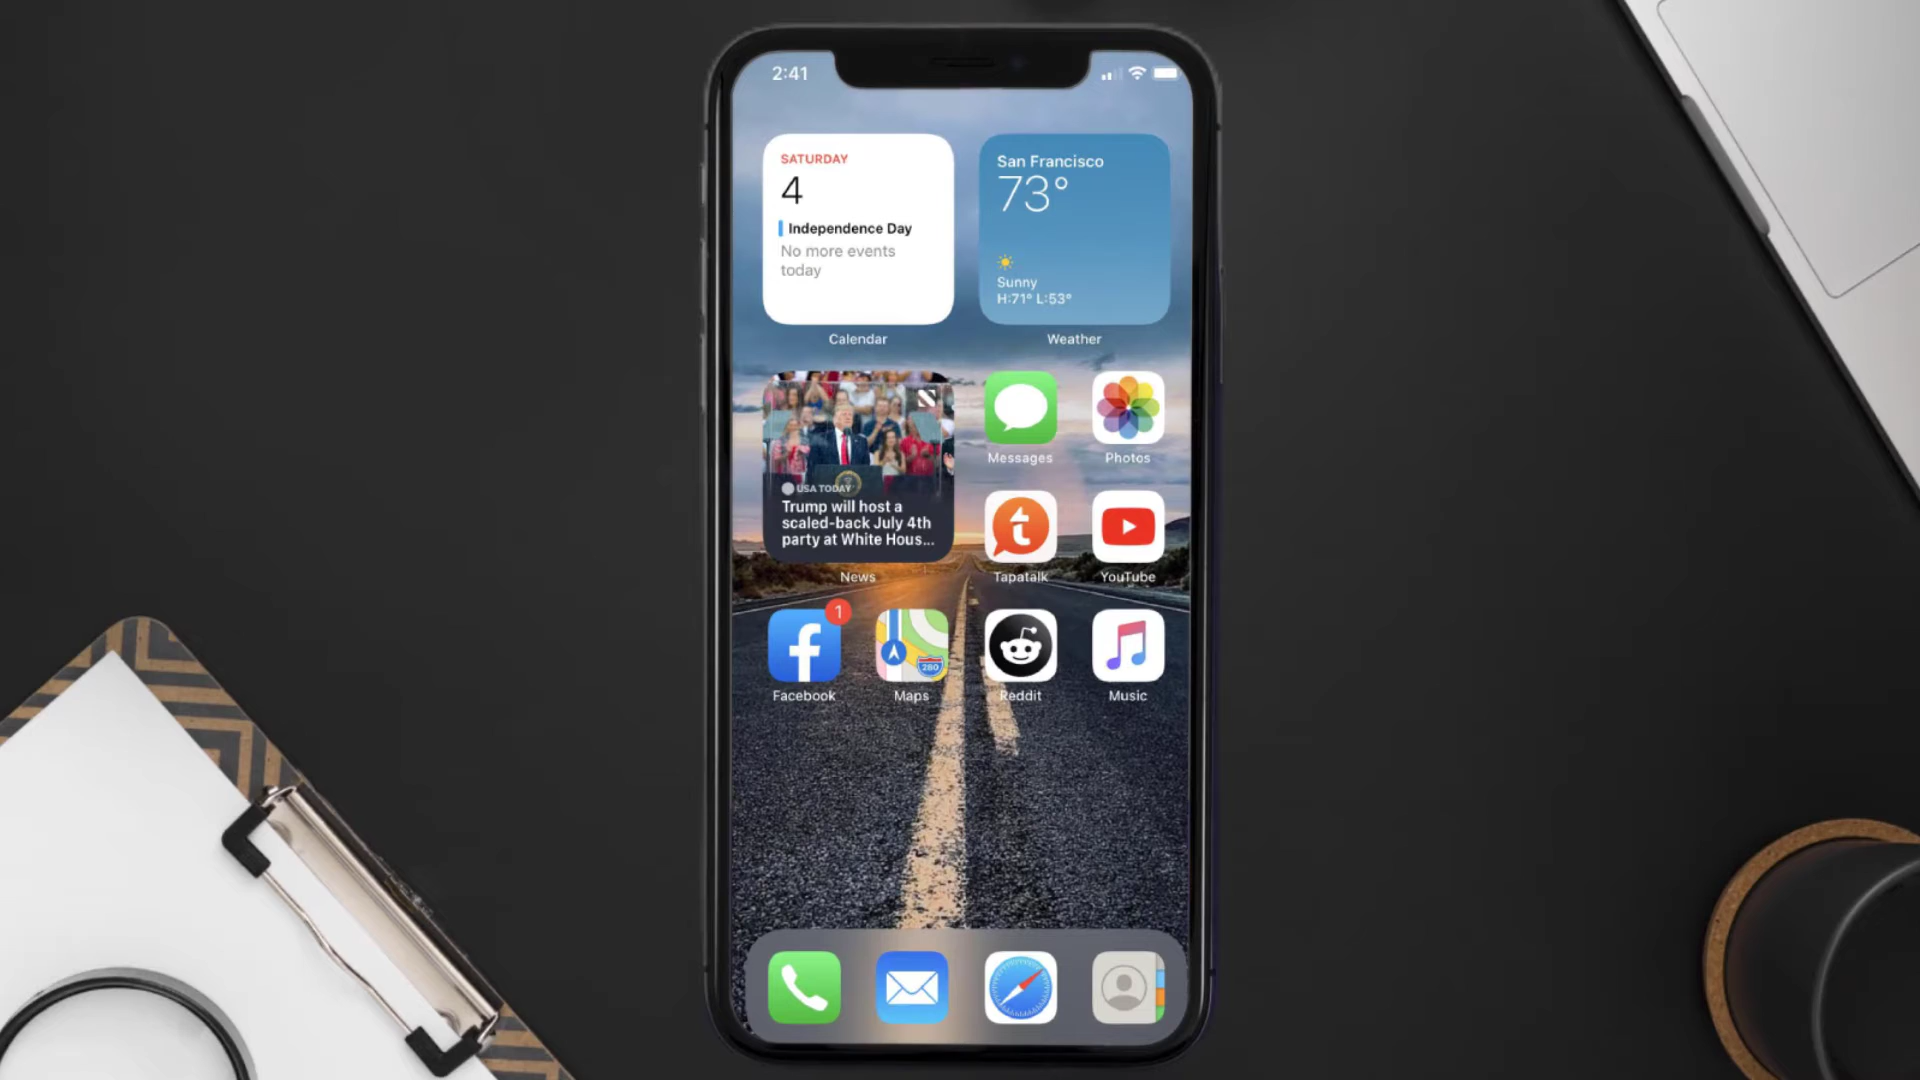 2:41
SATURDAY
4
Independence Day
No more events
today
Calendar
San Francisco
73°
Sunny
H:71° L:53°
Weather
USA TODAY
Trump will host a
scaled-back July 4th
party at White Hous...
News
Messages
Photos
Tapatalk
YouTube
1
280
Facebook
Maps
Reddit
Music